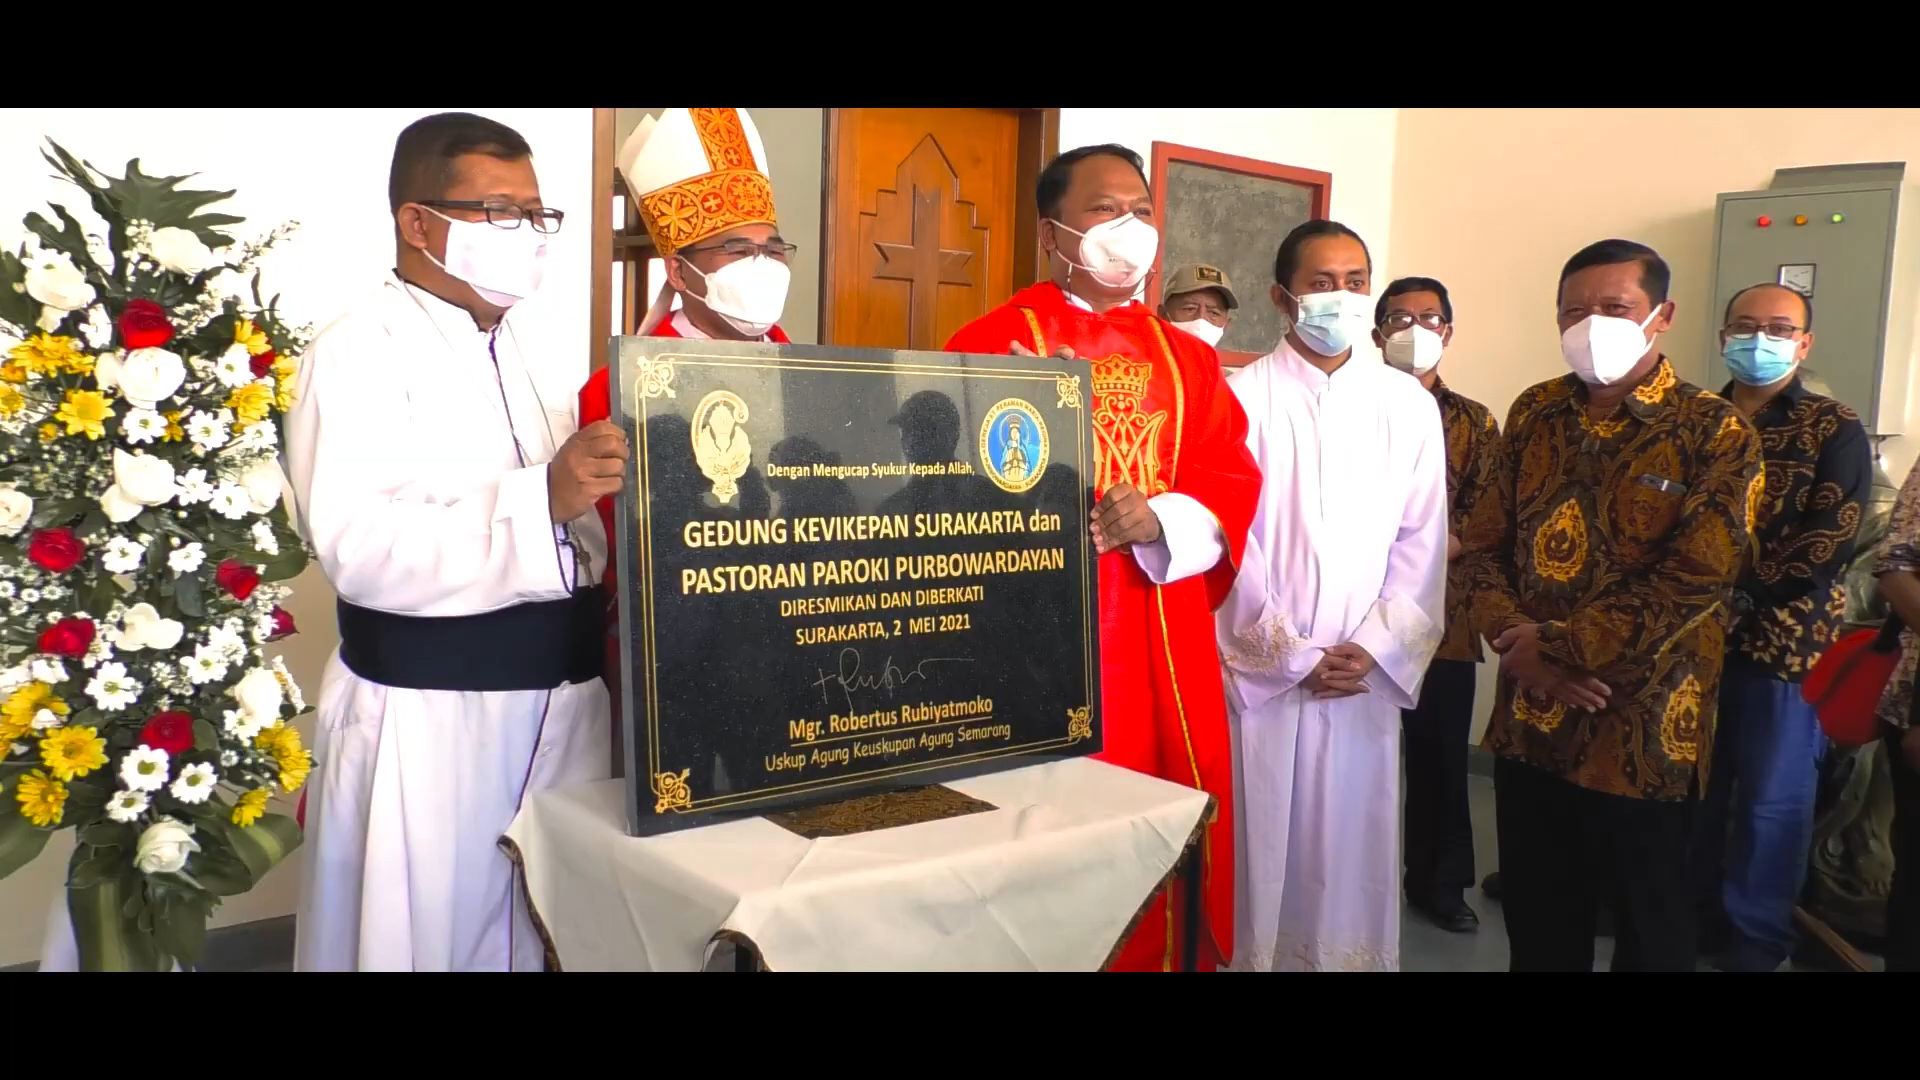 Dengan Mengucap Syukur Kepada Allah,
GEDUNG KEVIKEPAN SURAKARTA dan
PASTORAN PAROKI PURBOWARDAYAN
DIRESMIKAN DAN DIBERKATI
SURAKARTA, 2 MEI 2021
Mgr. Robertus Rubiyatmoko
Uskup Agung Keuskupan Agung Semarang